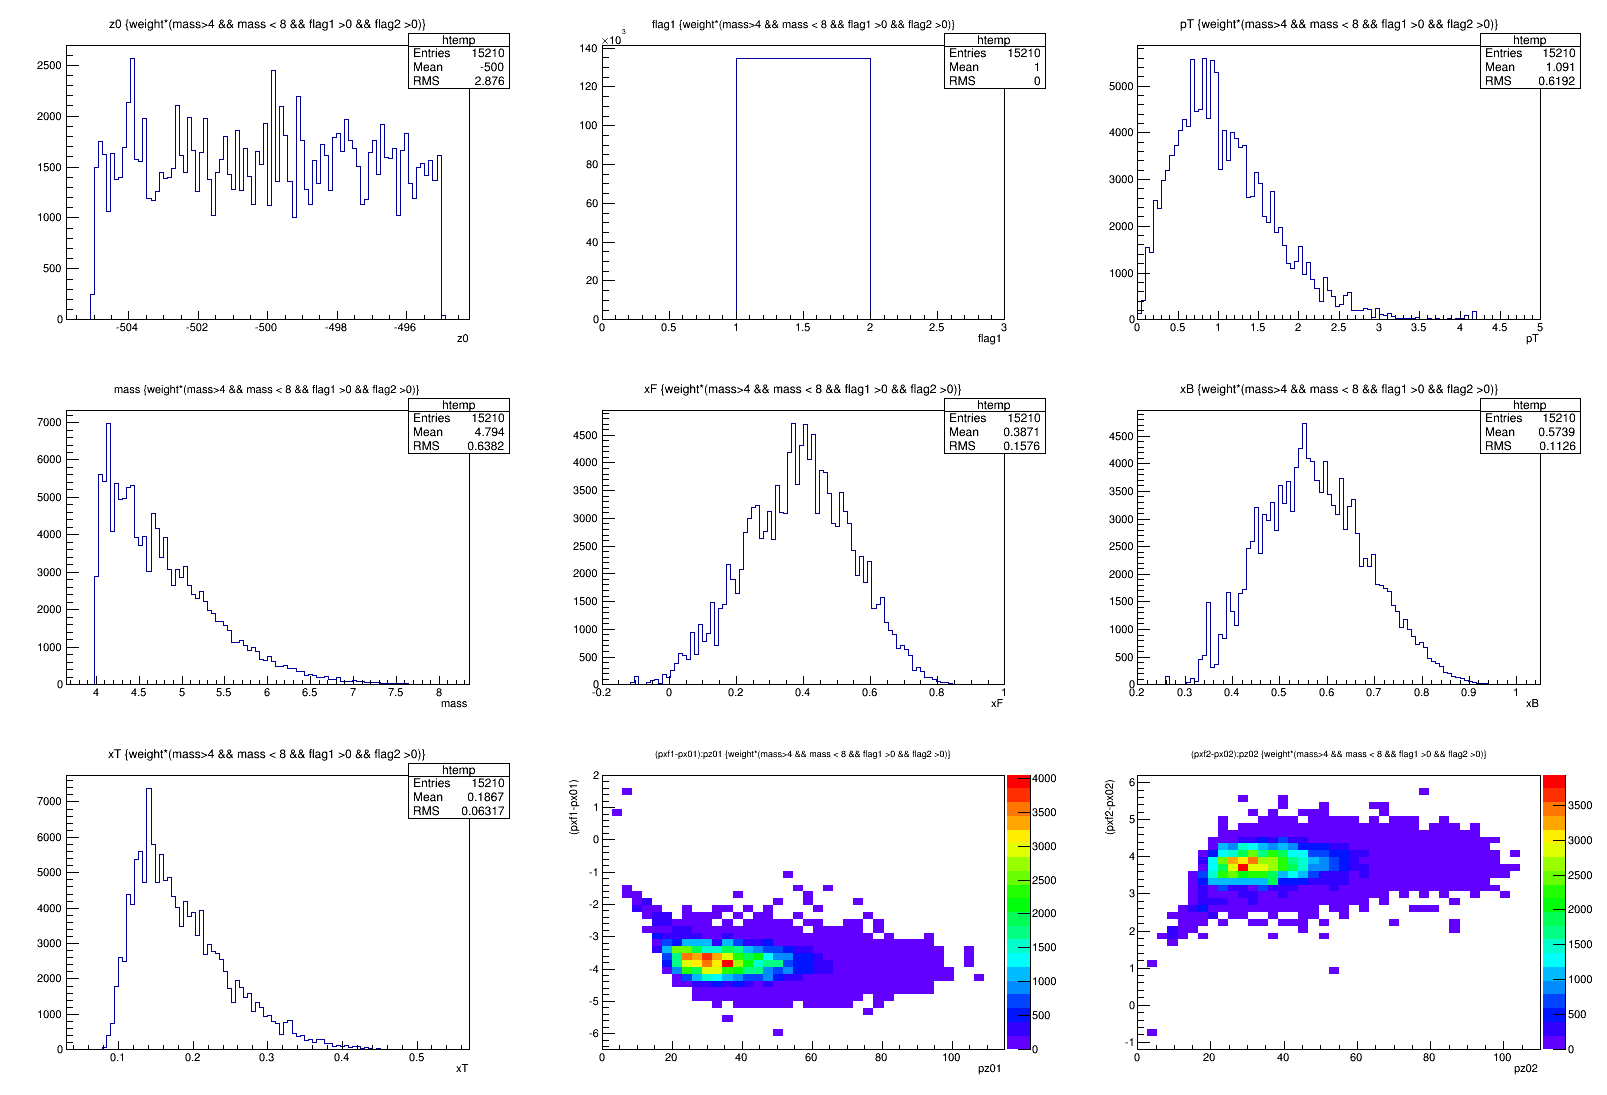 z0 {weight*(mass>4 && mass < 8 && flag1 >0 && flag2 >0)}
htemp
Entries 15210
Mean -500
RMS 2.876
2500
2000
1500
1000
500
0
-504 -502 -500 -498 -496
z0
flag1 {weight*(mass>4 && mass < 8 && flag1 >0 && flag2 >0)}
×10³
htemp
Entries 15210
Mean 1
RMS 0
140
120
100
80
60
40
20
0
0 0.5 1 1.5 2 2.5 3
flag1
pT {weight*(mass>4 && mass < 8 && flag1 >0 && flag2 >0)}
htemp
Entries 15210
Mean 1.091
RMS 0.6192
5000
4000
3000
2000
1000
0
0 0.5 1 1.5 2 2.5 3 3.5 4 4.5 5
pT
mass {weight*(mass>4 && mass < 8 && flag1 >0 && flag2 >0)}
htemp
Entries 15210
Mean 4.794
RMS 0.6382
7000
6000
5000
4000
3000
2000
1000
0
4 4.5 5 5.5 6 6.5 7 7.5 8
mass
xF {weight*(mass>4 && mass < 8 && flag1 >0 && flag2 >0)}
htemp
Entries 15210
Mean 0.3871
RMS 0.1576
4500
4000
3500
3000
2500
2000
1500
1000
500
0
-0.2 0 0.2 0.4 0.6 0.8 1
xF
xB {weight*(mass>4 && mass < 8 && flag1 >0 && flag2 >0)}
htemp
Entries 15210
Mean 0.5739
RMS 0.1126
4500
4000
3500
3000
2500
2000
1500
1000
500
0
0.2 0.3 0.4 0.5 0.6 0.7 0.8 0.9 1
xB
xT {weight*(mass>4 && mass < 8 && flag1 >0 && flag2 >0)}
htemp
Entries 15210
Mean 0.1867
RMS 0.06317
7000
6000
5000
4000
3000
2000
1000
0
0.1 0.2 0.3 0.4 0.5
xT
(pxf1-px01):pz01 {weight*(mass>4 && mass < 8 && flag1 >0 && flag2 >0)}
(pxf1-px01)
2
1
0
-1
-2
-3
-4
-5
-6
0 20 40 60 80 100
pz01
4000
3500
3000
2500
2000
1500
1000
500
0
(pxf2-px02):pz02 {weight*(mass>4 && mass < 8 && flag1 >0 && flag2 >0)}
(pxf2-px02)
6
5
4
3
2
1
0
-1
0 20 40 60 80 100
pz02
3500
3000
2500
2000
1500
1000
500
0